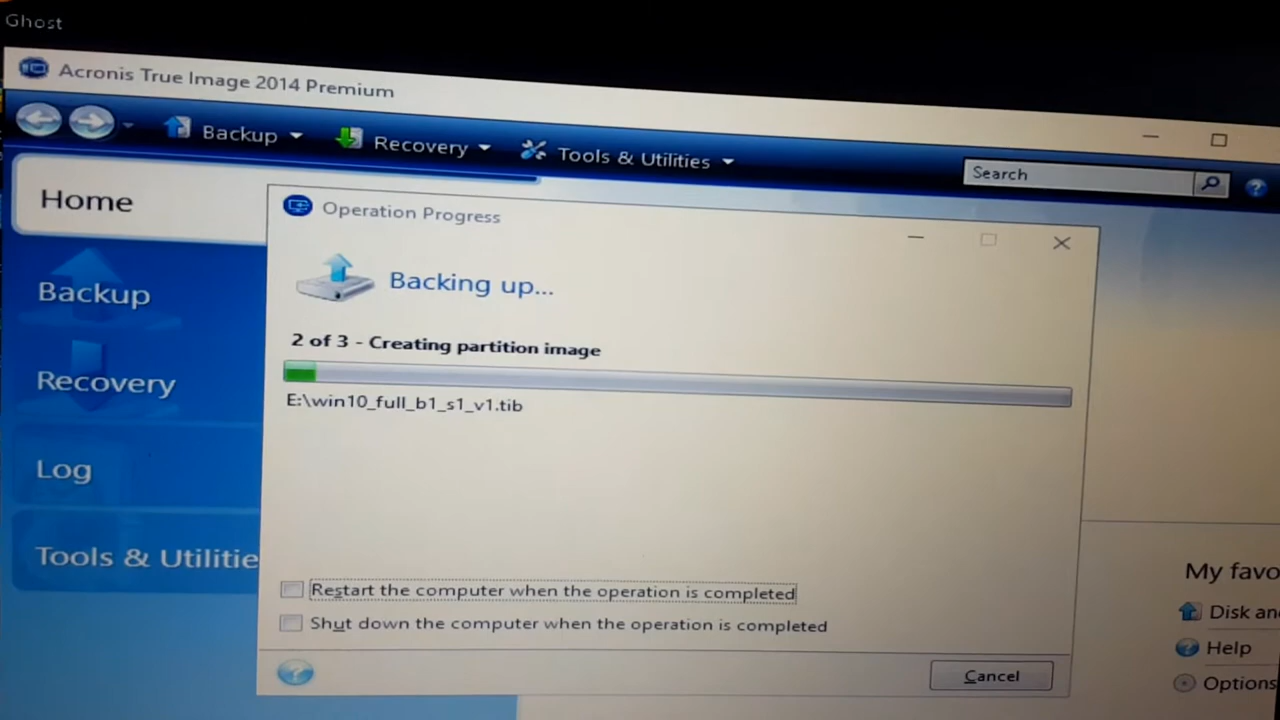 Ghost
Acronis True Image 2014 Premium
Backup
Recovery
Tools & Utilities
Search
Home
Backup
Recovery
Log
Tools & Utilitie
Operation Progress
Backing up...
2 of 3 - Creating partition image
E:\win10_full_b1_s1_v1.tib
Restart the computer when the operation is completed
Shut down the computer when the operation is completed
Cancel
My favo
Disk an
Help
Options